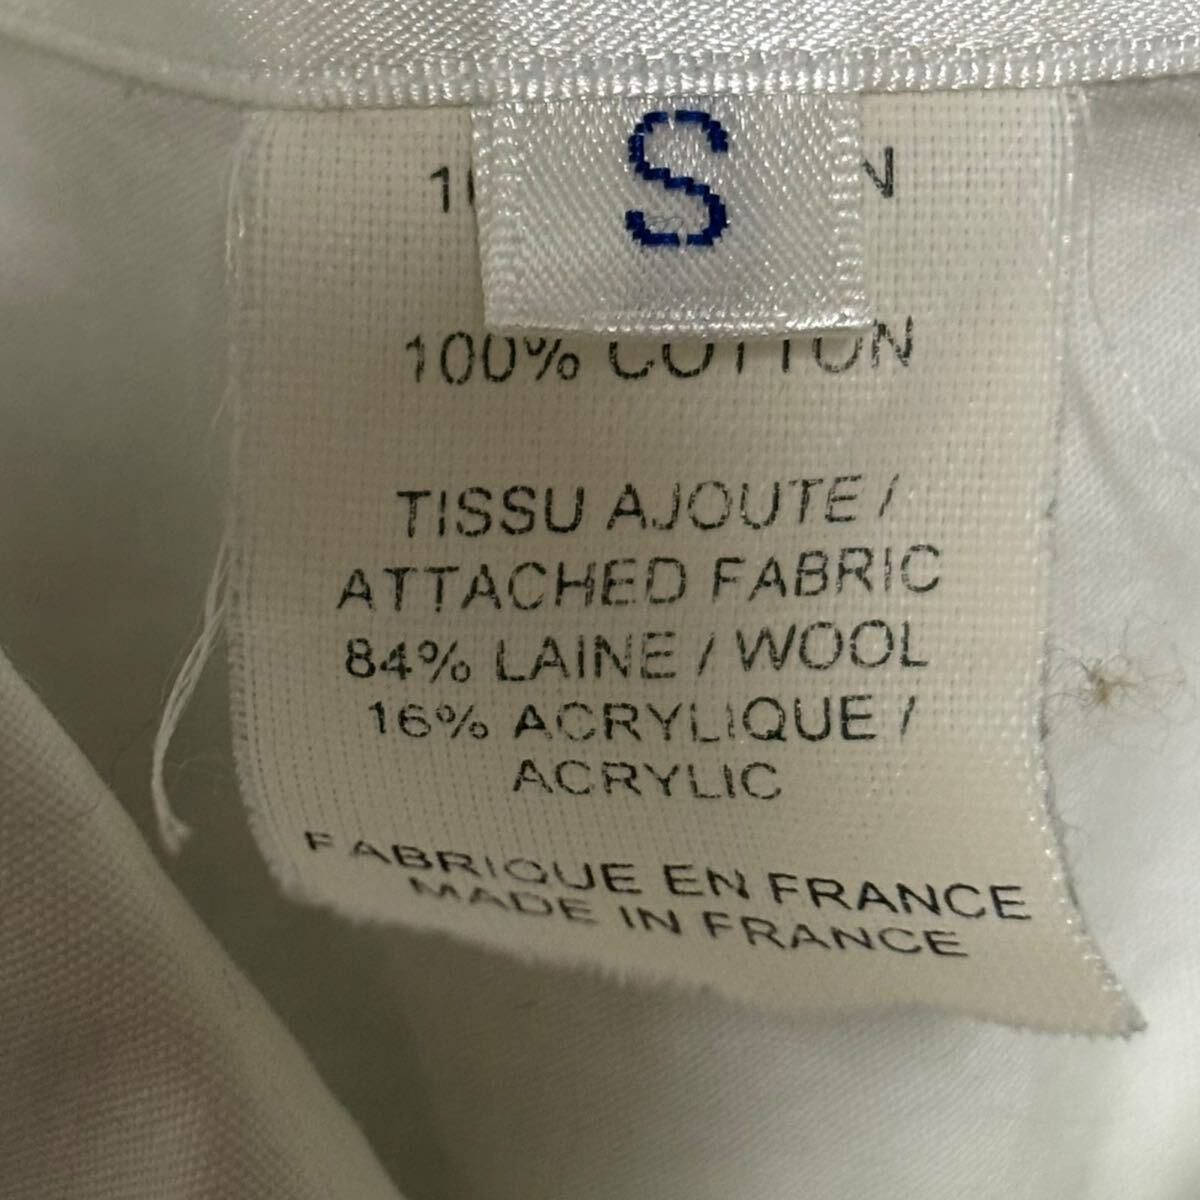 S
100% COTTON
TISSU AJOUTE /
ATTACHED FABRIC
84% LAINE / WOOL
16% ACRYLIQUE /
ACRYLIC
FABRIQUE EN FRANCE
MADE IN FRANCE